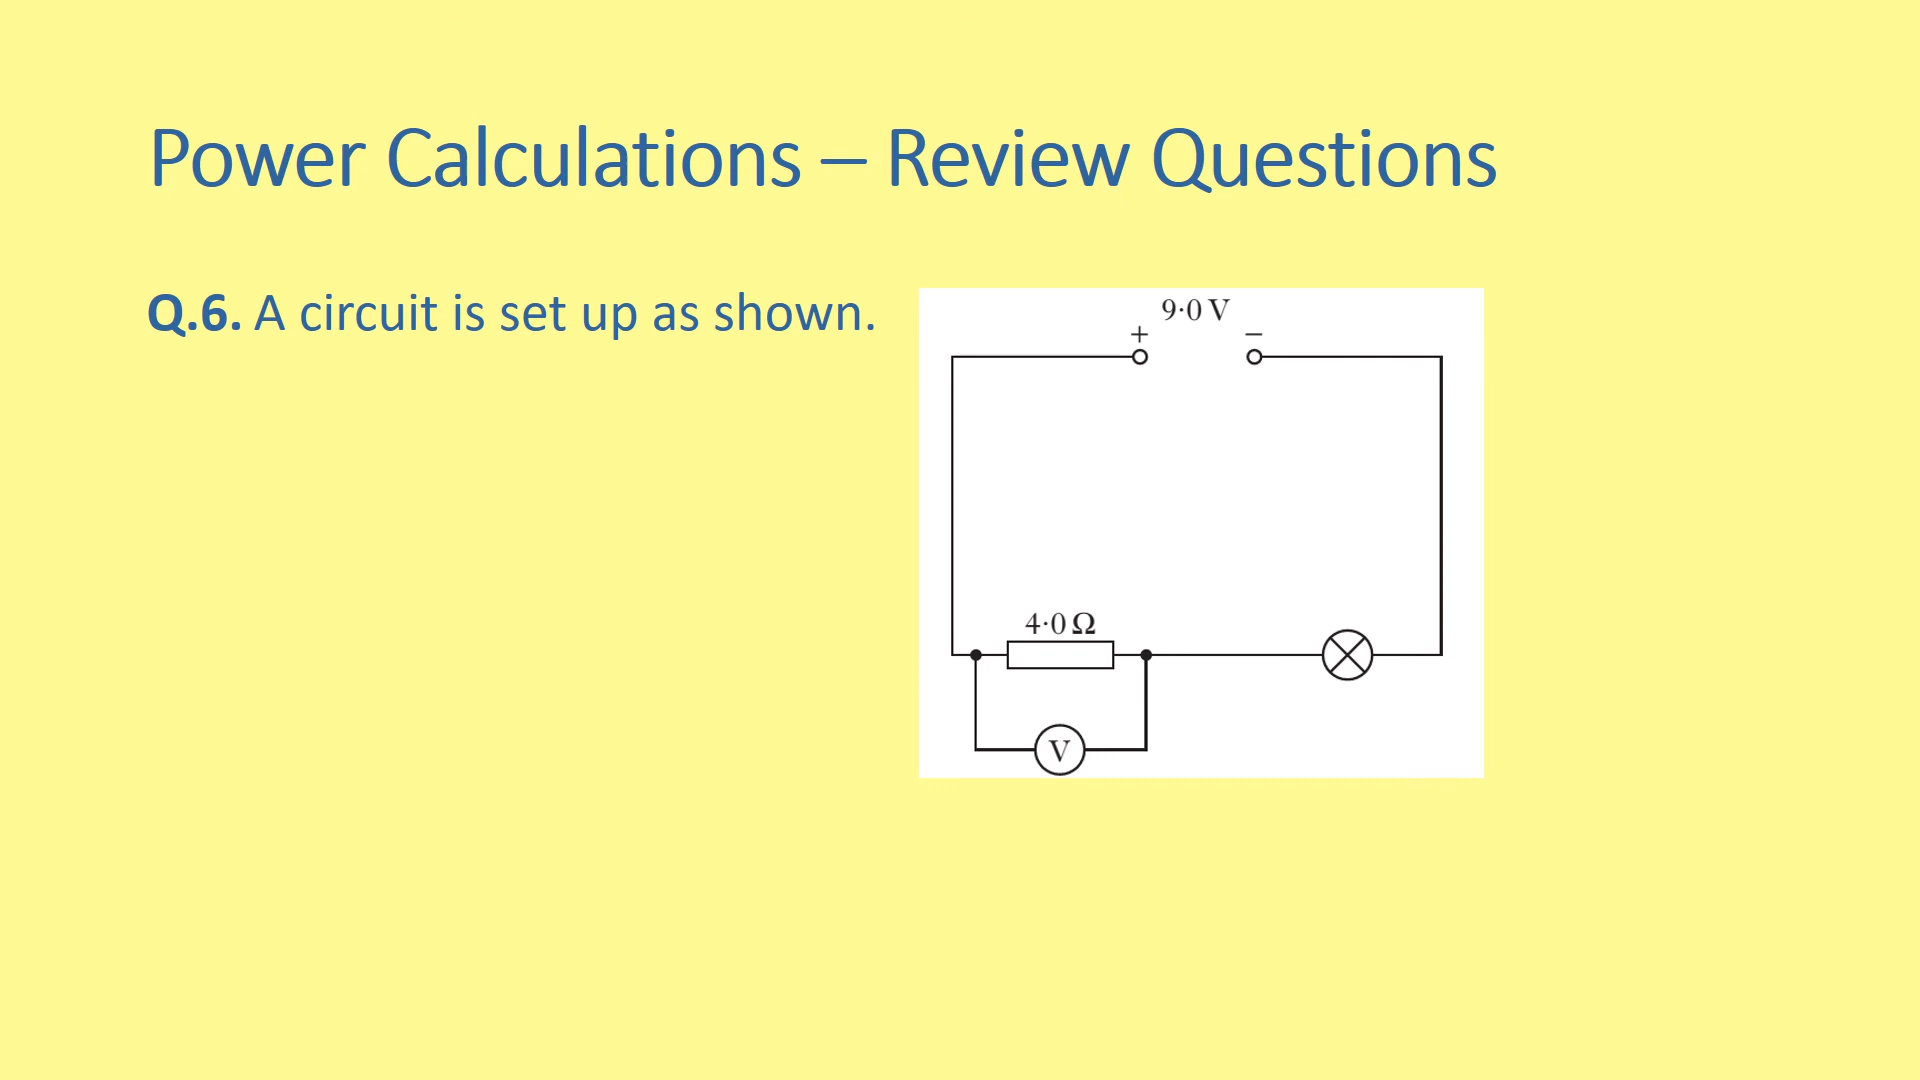 Power Calculations – Review Questions
Q.6. A circuit is set up as shown.
9·0 V
+ −
4·0 Ω
V